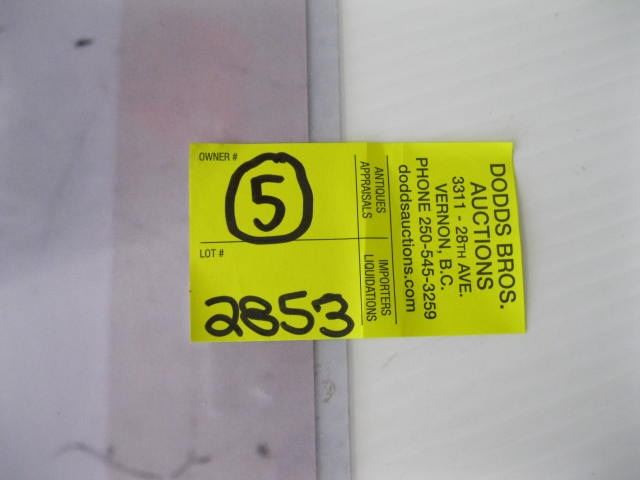 DODDS BROS.
AUCTIONS
3311 - 28TH AVE.
VERNON, B.C.
PHONE 250-545-3259
doddsauctions.com
ANTIQUES
APPRAISALS
IMPORTERS
LIQUIDATIONS
OWNER #
5
LOT #
2853